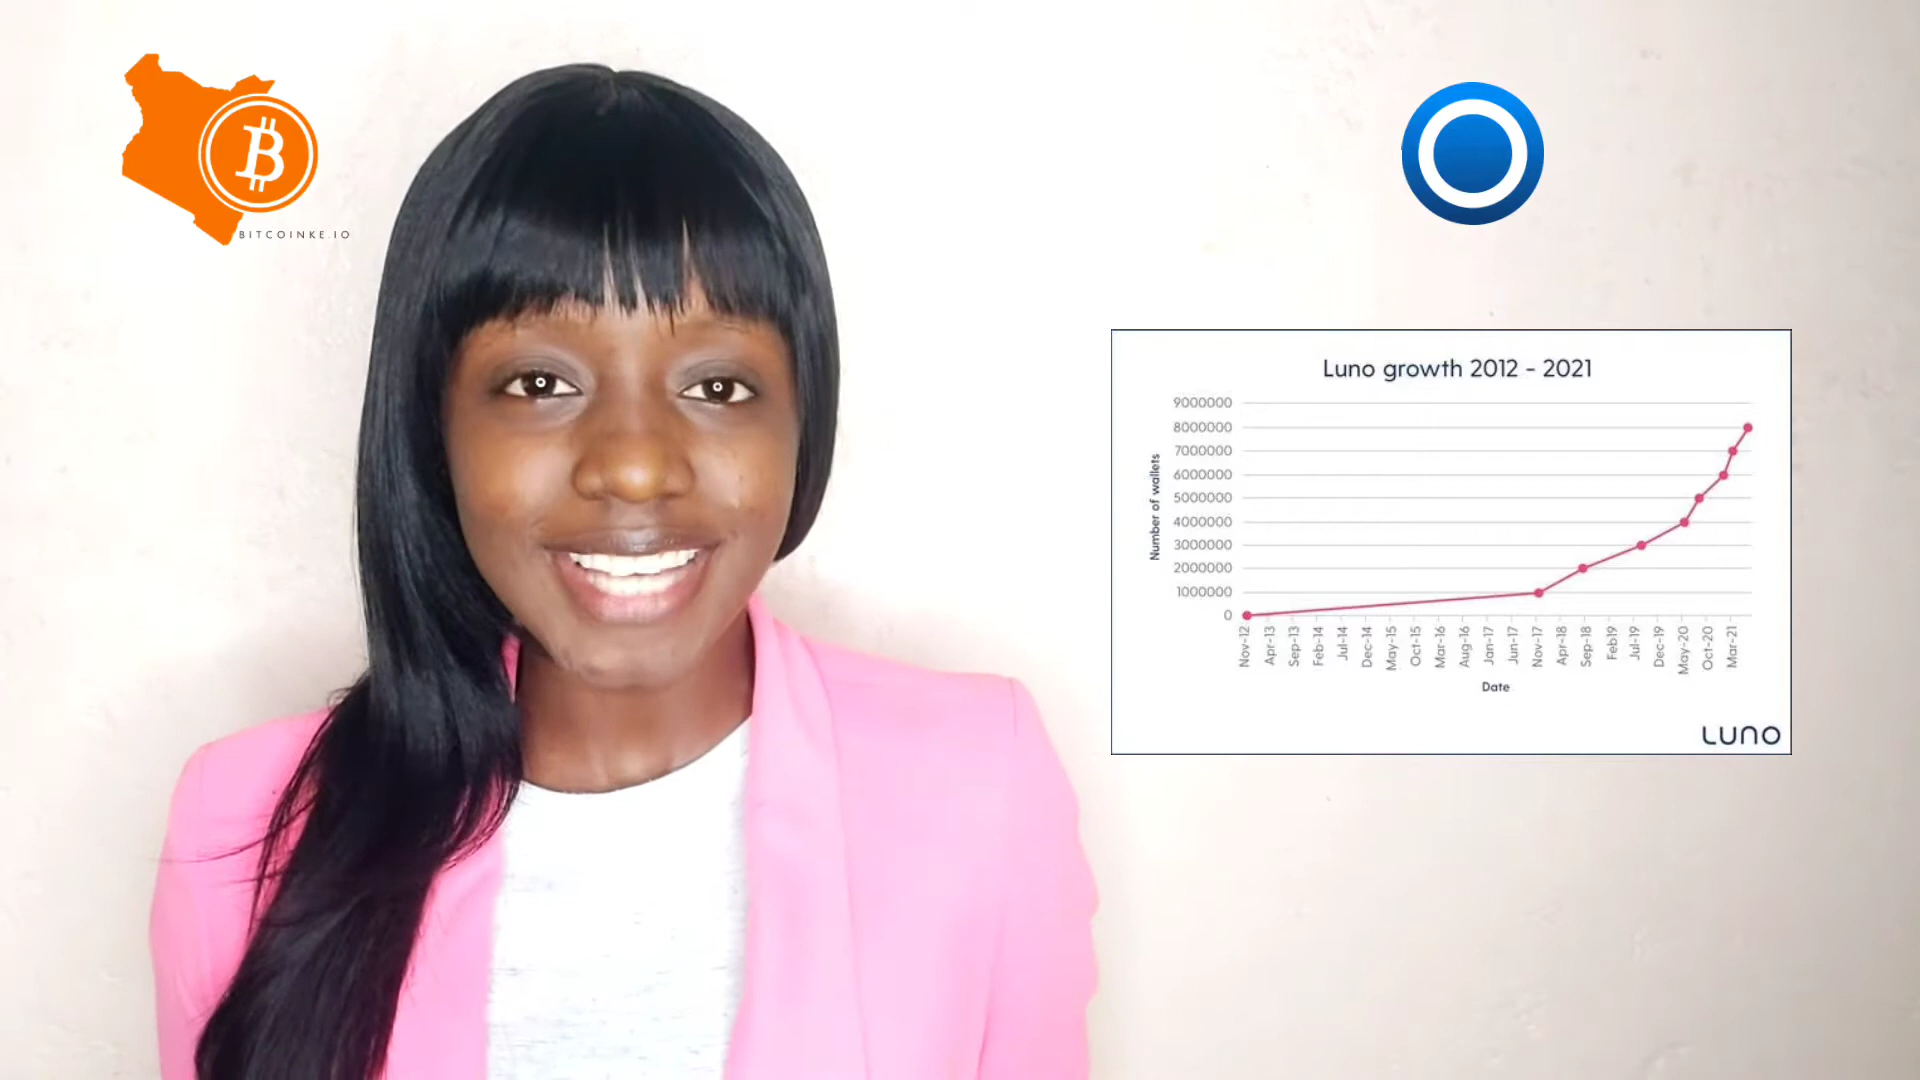 BITCOINKE.IO
Luno growth 2012 - 2021
9000000
8000000
7000000
6000000
5000000
4000000
3000000
2000000
1000000
0
Number of wallets
Nov-12
Apr-13
Sep-13
Feb-14
Jul-14
Dec-14
May-15
Oct-15
Mar-16
Aug-16
Jan-17
Jun-17
Nov-17
Apr-18
Sep-18
Feb19
Jul-19
Dec-19
May-20
Oct-20
Mar-21
Date
LUNO